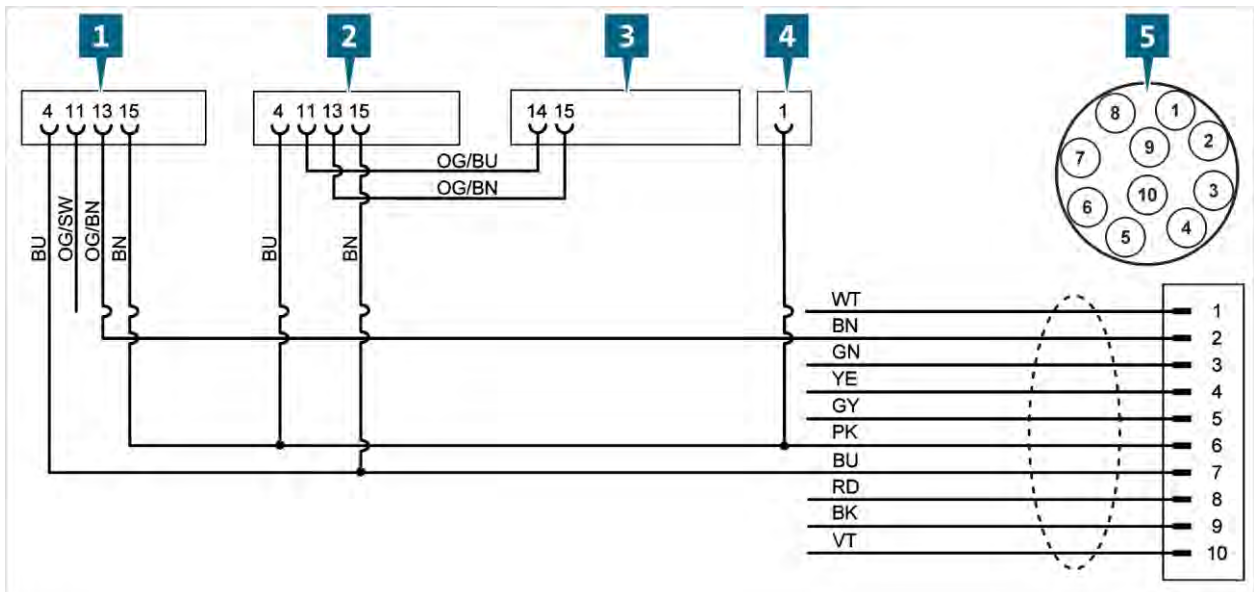 1 2 3 4 5
4 11 13 15
4 11 13 15
14 15
1
8 1
9 2
7
10 3
6
5 4
OG/BU
OG/BN
BU OG/SW OG/BN BN
BU BN
WT 1
BN 2
GN 3
YE 4
GY 5
PK 6
BU 7
RD 8
BK 9
VT 10